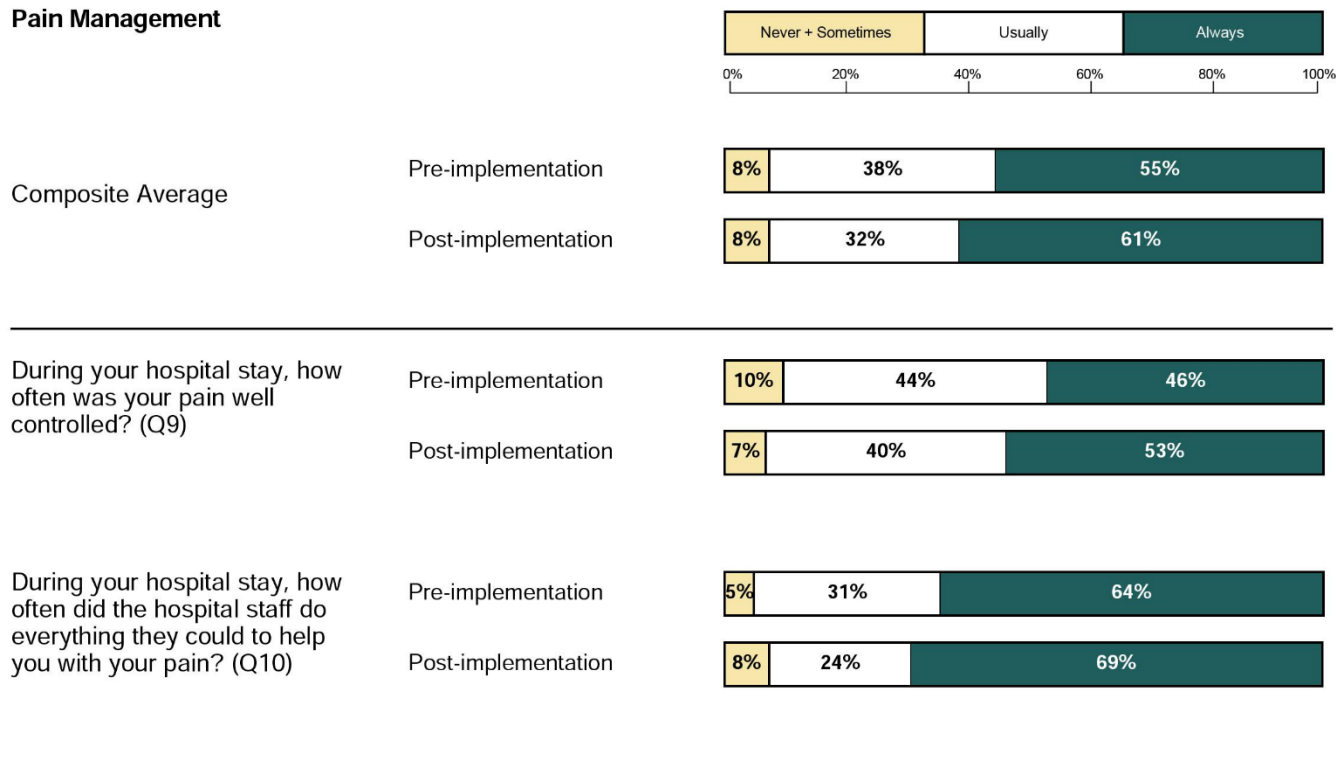 Pain Management
Never + Sometimes Usually Always
0% 20% 40% 60% 80% 100%
Composite Average
Pre-implementation 8% 38% 55%
Post-implementation 8% 32% 61%
During your hospital stay, how
often was your pain well
controlled? (Q9)
Pre-implementation 10% 44% 46%
Post-implementation 7% 40% 53%
During your hospital stay, how
often did the hospital staff do
everything they could to help
you with your pain? (Q10)
Pre-implementation 5% 31% 64%
Post-implementation 8% 24% 69%